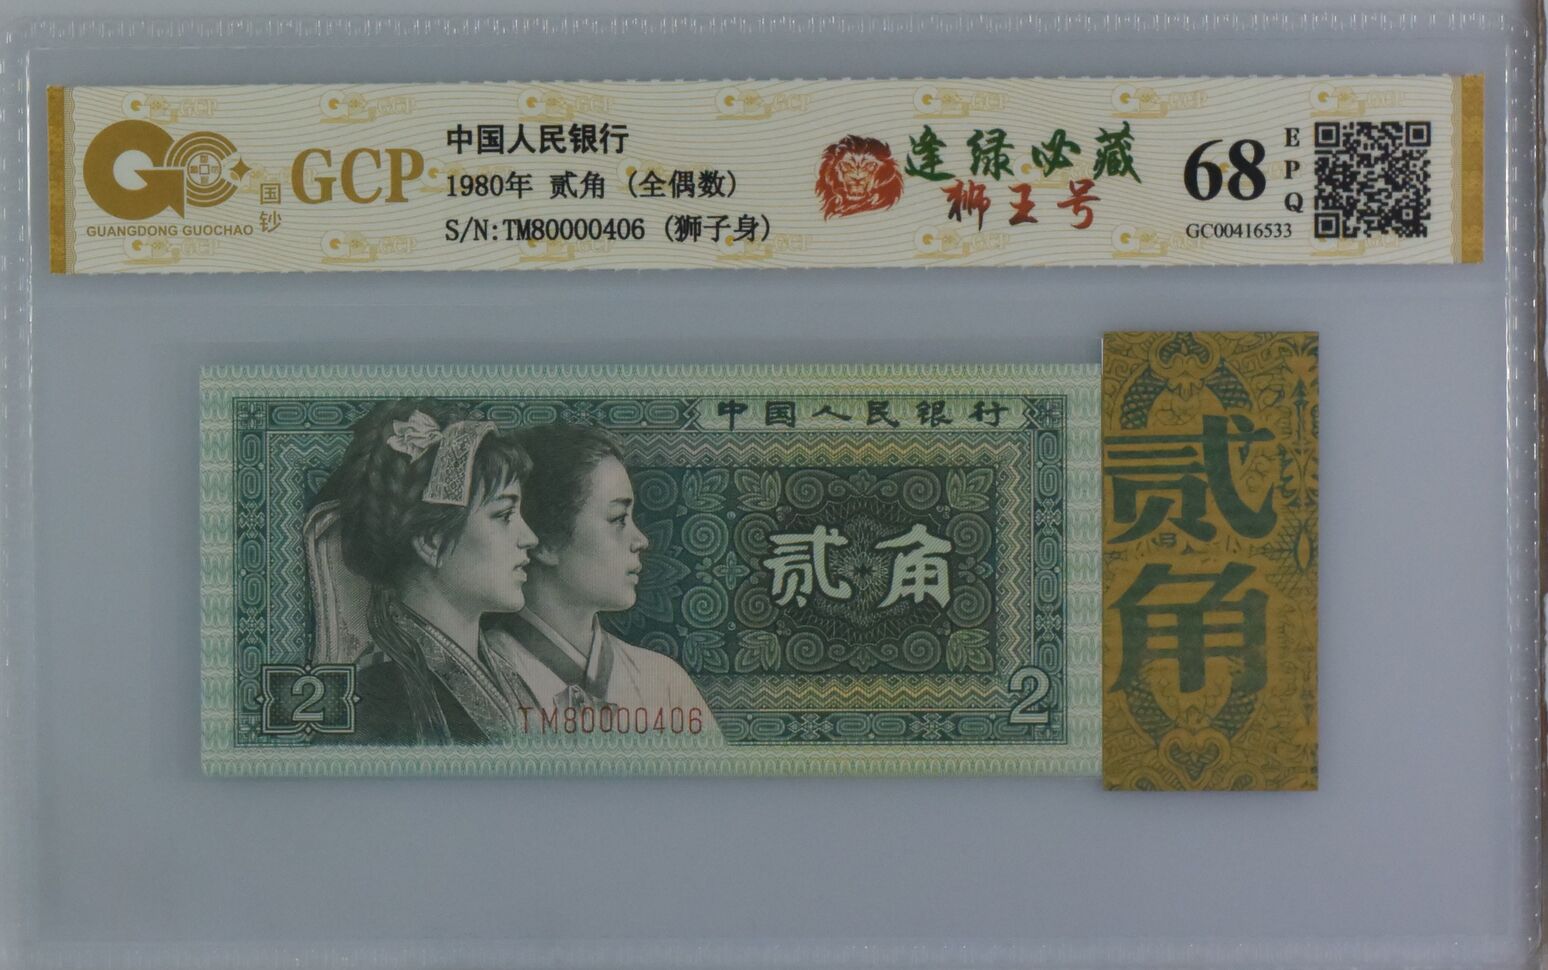 GCP
国钞
GUANGDONG GUOCHAO
中国人民银行
1980年 贰角 (全偶数)
S/N:TM80000406 (狮子身)
逢绿必藏
狮王号
68
EPQ
GC00416533
中国人民银行
贰角
2
TM80000406
2
贰角